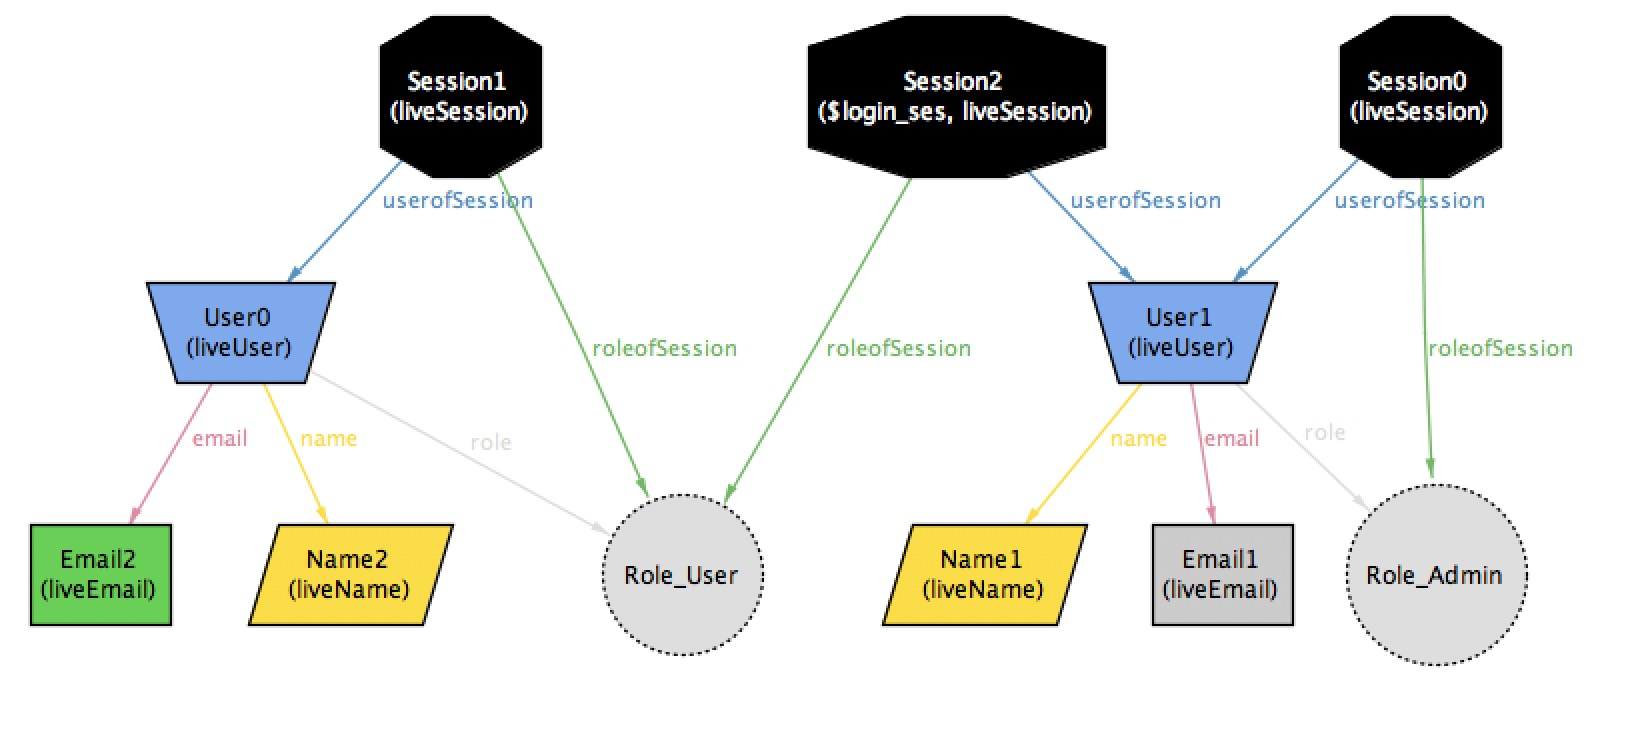 Session1
(liveSession)
Session2
($login_ses, liveSession)
Session0
(liveSession)
userofSession
userofSession
userofSession
User0
(liveUser)
User1
(liveUser)
roleofSession
roleofSession
roleofSession
email
name
role
name
email
role
Email2
(liveEmail)
Name2
(liveName)
Role_User
Name1
(liveName)
Email1
(liveEmail)
Role_Admin